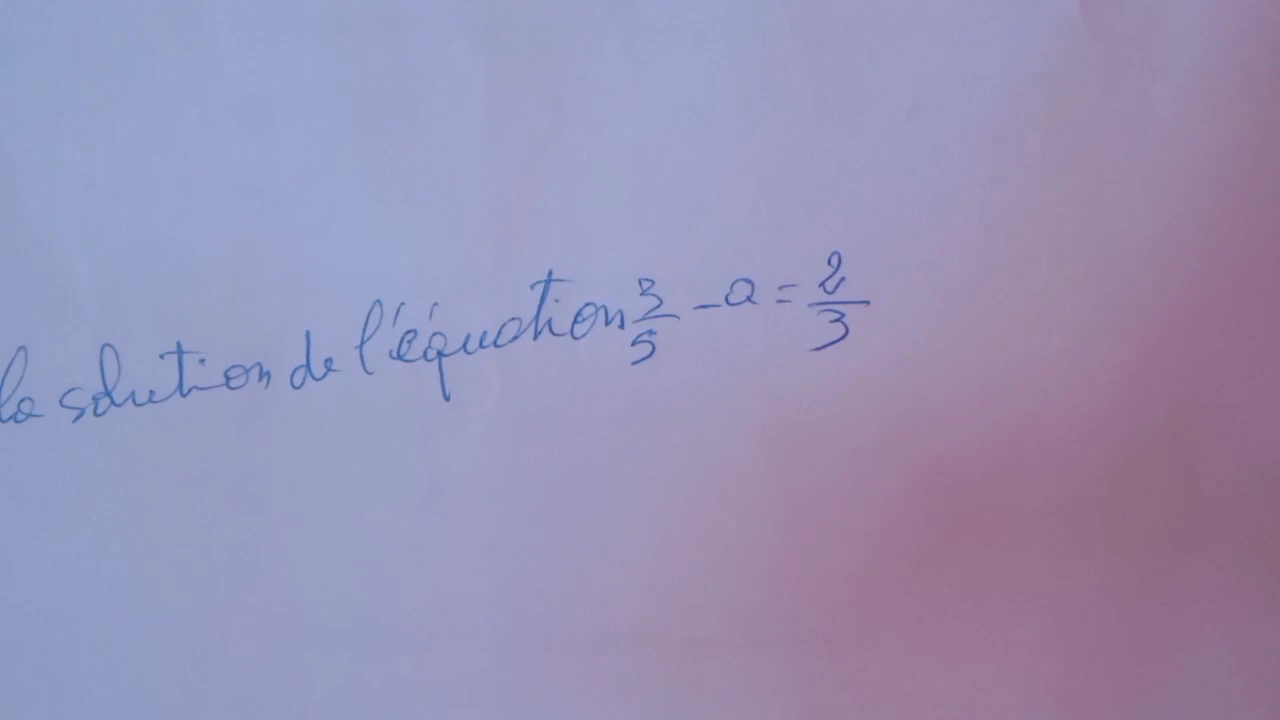 la solution de l'équation 3/5 - a = 2/3